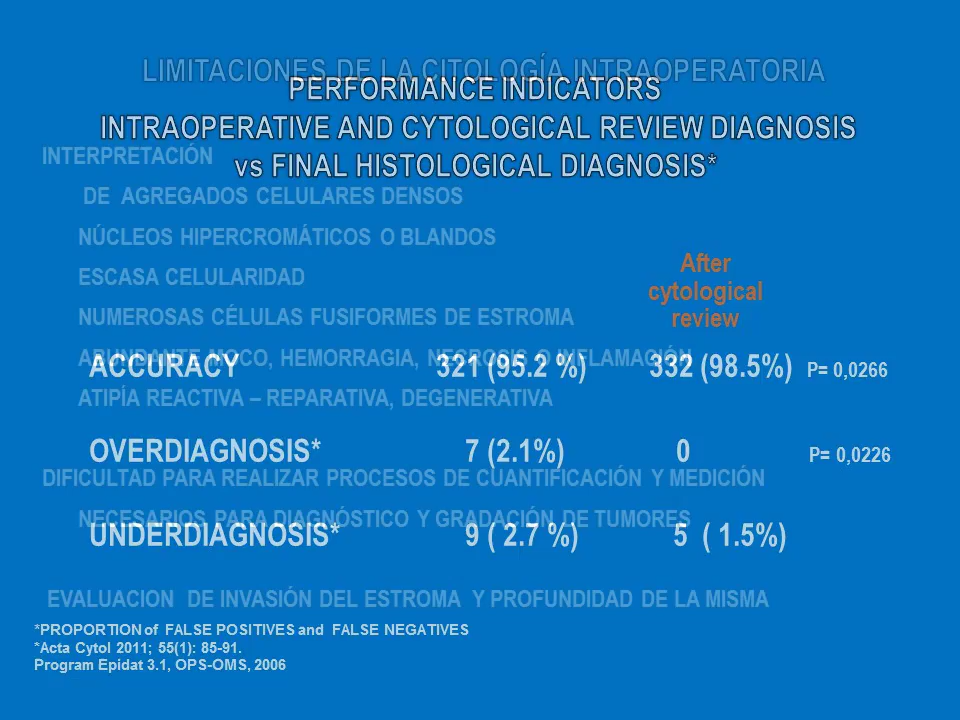 LIMITACIONES DE LA CITOLOGÍA INTRAOPERATORIA
PERFORMANCE INDICATORS
INTRAOPERATIVE AND CYTOLOGICAL REVIEW DIAGNOSIS
vs FINAL HISTOLOGICAL DIAGNOSIS*
INTERPRETACIÓN
DE AGREGADOS CELULARES DENSOS
NÚCLEOS HIPERCROMÁTICOS O BLANDOS
ESCASA CELULARIDAD
NUMEROSAS CÉLULAS FUSIFORMES DE ESTROMA
After
cytological
review
ABUNDANTE MOCO, HEMORRAGIA, NECROSIS O INFLAMACIÓN
ACCURACY 321 (95.2 %) 332 (98.5%) P= 0,0266
ATIPÍA REACTIVA – REPARATIVA, DEGENERATIVA
OVERDIAGNOSIS* 7 (2.1%) 0 P= 0,0226
DIFICULTAD PARA REALIZAR PROCESOS DE CUANTIFICACIÓN Y MEDICIÓN
NECESARIOS PARA DIAGNÓSTICO Y GRADACIÓN DE TUMORES
UNDERDIAGNOSIS* 9 ( 2.7 %) 5 ( 1.5%)
EVALUACION DE INVASIÓN DEL ESTROMA Y PROFUNDIDAD DE LA MISMA
*PROPORTION of FALSE POSITIVES and FALSE NEGATIVES
*Acta Cytol 2011; 55(1): 85-91.
Program Epidat 3.1, OPS-OMS, 2006